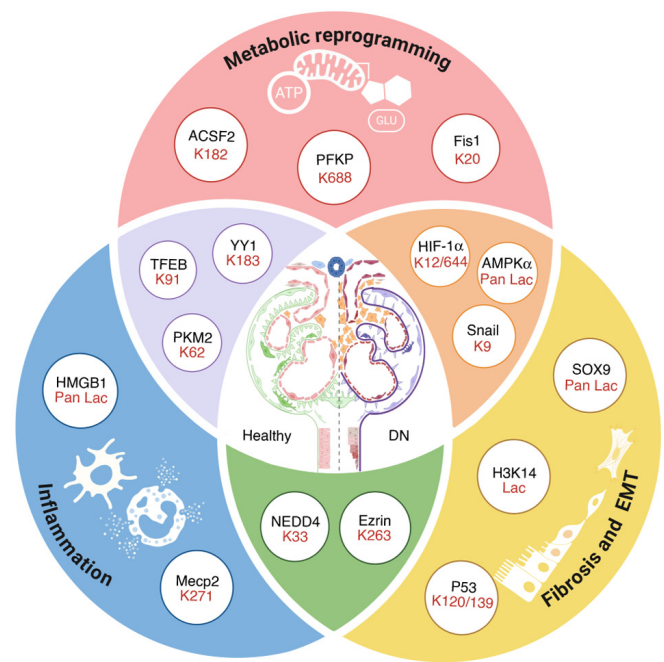 Metabolic reprogramming
ATP
GLU
ACSF2
K182
PFKP
K688
Fis1
K20
TFEB
K91
YY1
K183
PKM2
K62
HIF-1α
K12/644
AMPKα
Pan Lac
Snail
K9
HMGB1
Pan Lac
Healthy
DN
SOX9
Pan Lac
H3K14
Lac
Inflammation
Mecp2
K271
NEDD4
K33
Ezrin
K263
P53
K120/139
Fibrosis and EMT